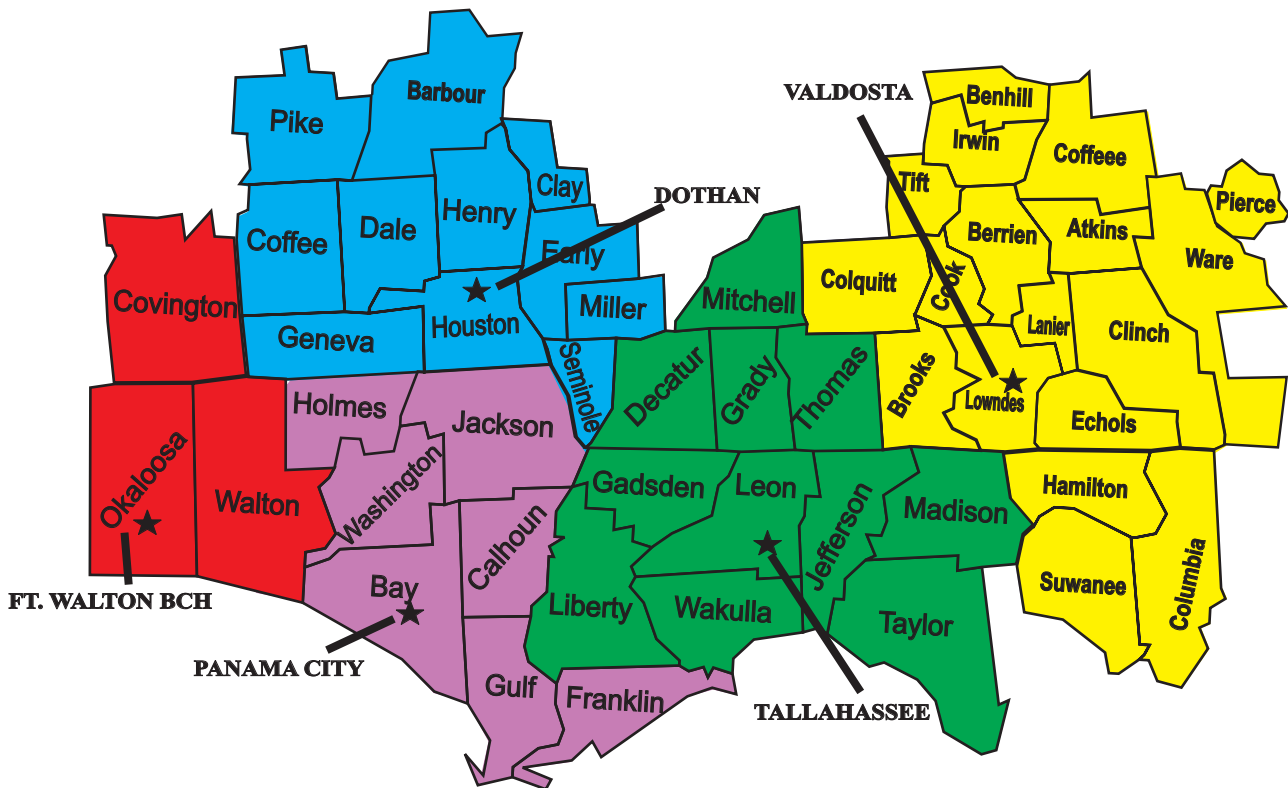 Barbour
Pike
VALDOSTA
Benhill
Irwin
Coffeee
Tift
Clay
DOTHAN
Pierce
Henry
Dale
Coffee
Early
Berrien
Atkins
Ware
Covington
Miller
Mitchell
Colquitt
Cook
Houston
Geneva
Lanier
Clinch
Seminole
Decatur
Grady
Thomas
Brooks
Lowndes
Echols
Holmes
Jackson
Okaloosa
Walton
Washington
Gadsden
Leon
Jefferson
Madison
Hamilton
Calhoun
Columbia
Suwanee
Bay
Liberty
Wakulla
Taylor
FT. WALTON BCH
PANAMA CITY
Gulf
Franklin
TALLAHASSEE